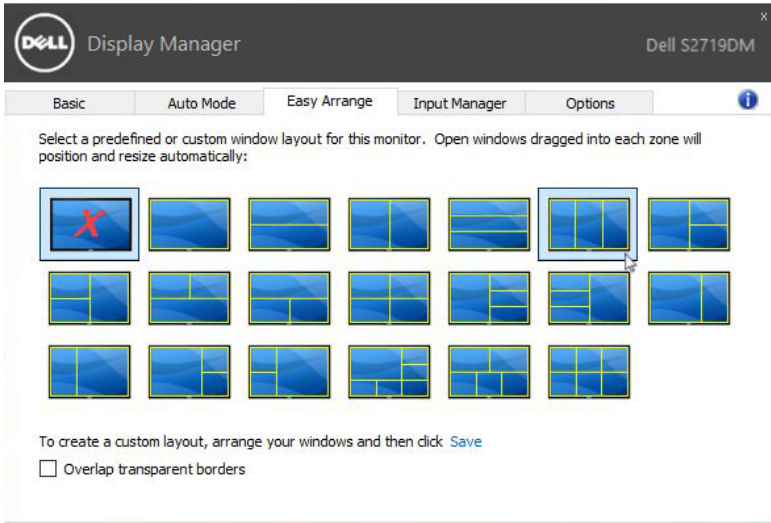 x
DELL Display Manager Dell S2719DM
Basic Auto Mode Easy Arrange Input Manager Options i
Select a predefined or custom window layout for this monitor. Open windows dragged into each zone will
position and resize automatically:
X
To create a custom layout, arrange your windows and then click Save
Overlap transparent borders